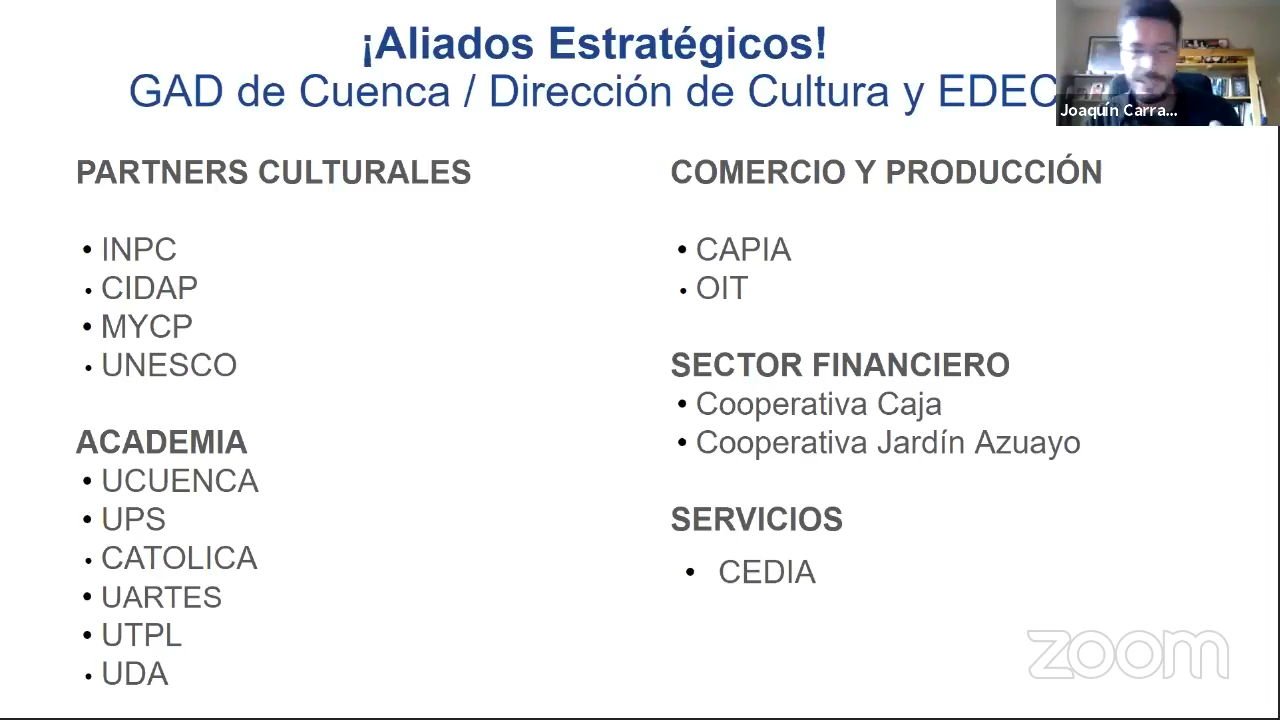 ¡Aliados Estratégicos!
GAD de Cuenca / Dirección de Cultura y EDEC
Joaquín Carra...
PARTNERS CULTURALES
• INPC
• CIDAP
• MYCP
• UNESCO
ACADEMIA
• UCUENCA
• UPS
• CATOLICA
• UARTES
• UTPL
• UDA
COMERCIO Y PRODUCCIÓN
• CAPIA
• OIT
SECTOR FINANCIERO
• Cooperativa Caja
• Cooperativa Jardín Azuayo
SERVICIOS
• CEDIA
zoom